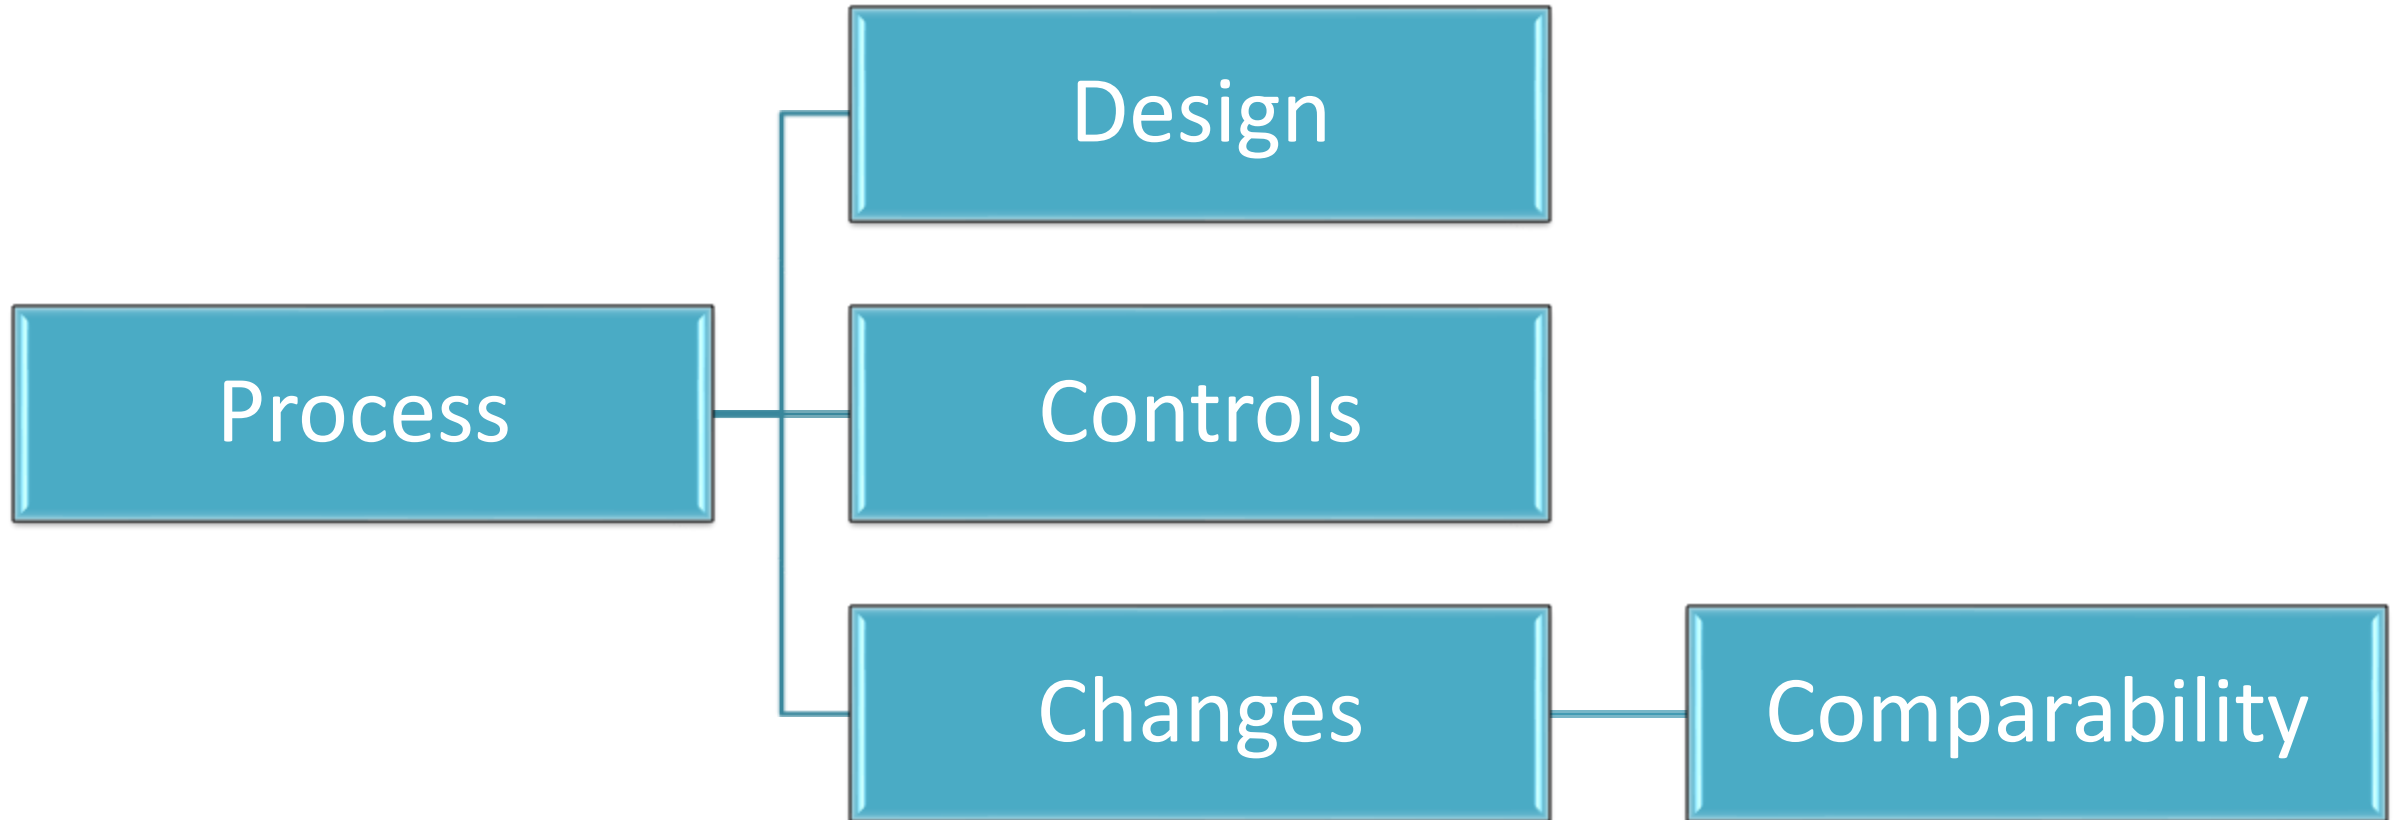 Design
Process
Controls
Changes
Comparability